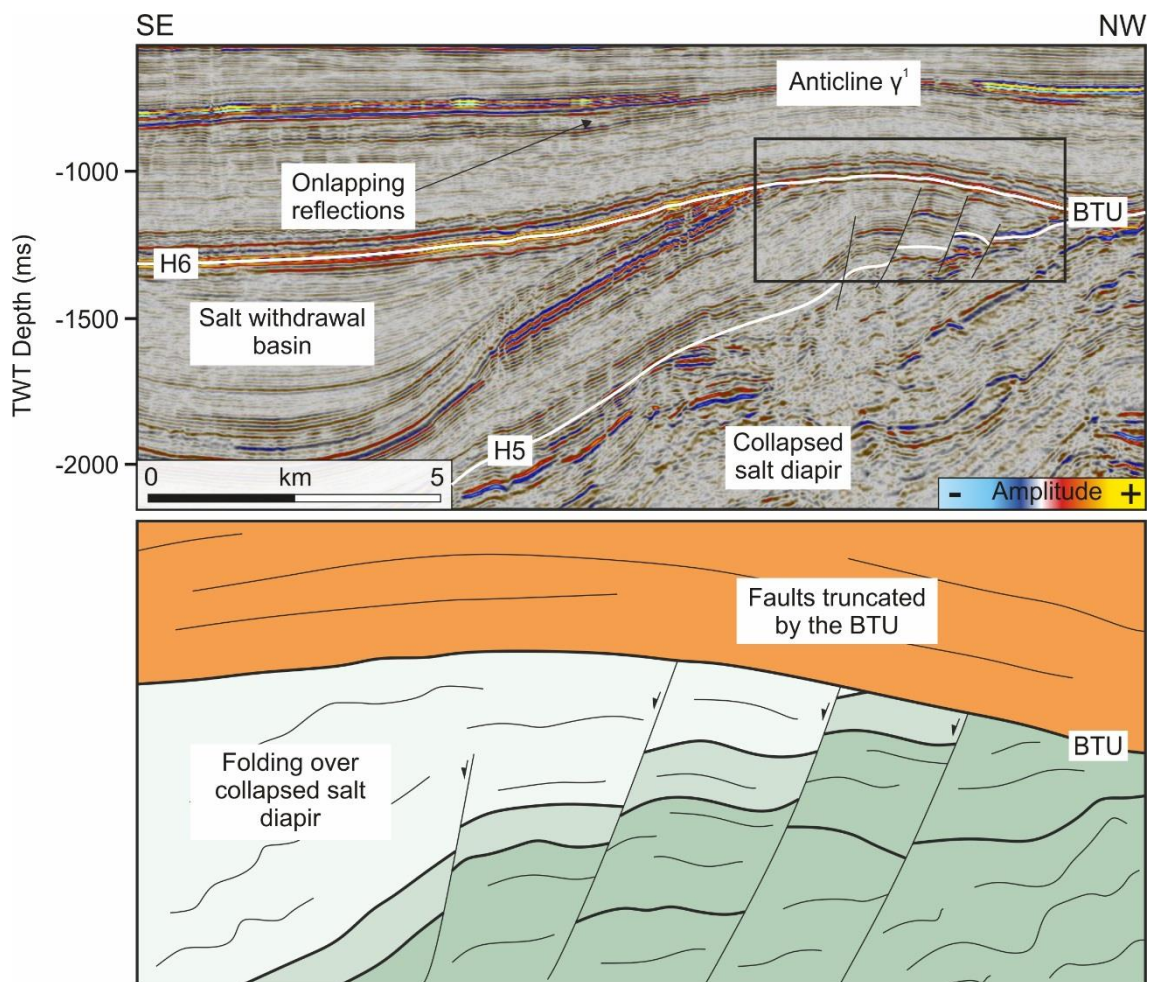 SE
NW
Anticline γ¹
-1000
Onlapping
reflections
BTU
H6
TWT Depth (ms)
-1500
Salt withdrawal
basin
H5
Collapsed
salt diapir
-2000
0 km 5
- Amplitude +
Faults truncated
by the BTU
BTU
Folding over
collapsed salt
diapir